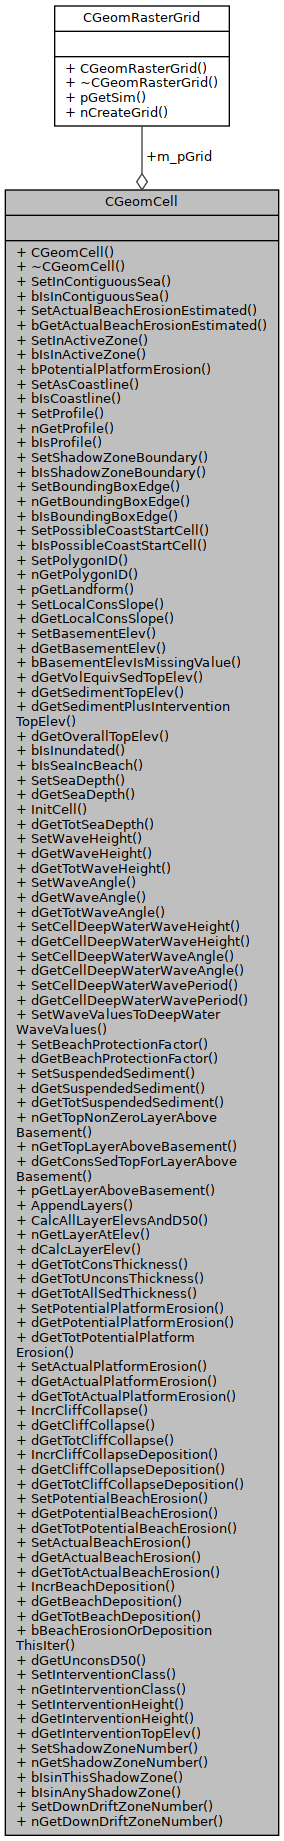 CGeomRasterGrid
+ CGeomRasterGrid()
+ ~CGeomRasterGrid()
+ pGetSim()
+ nCreateGrid()
+m_pGrid
CGeomCell
+ CGeomCell()
+ ~CGeomCell()
+ SetInContiguousSea()
+ bIsInContiguousSea()
+ SetActualBeachErosionEstimated()
+ bGetActualBeachErosionEstimated()
+ SetInActiveZone()
+ bIsInActiveZone()
+ bPotentialPlatformErosion()
+ SetAsCoastline()
+ bIsCoastline()
+ SetProfile()
+ nGetProfile()
+ bIsProfile()
+ SetShadowZoneBoundary()
+ bIsShadowZoneBoundary()
+ SetBoundingBoxEdge()
+ nGetBoundingBoxEdge()
+ bIsBoundingBoxEdge()
+ SetPossibleCoastStartCell()
+ bIsPossibleCoastStartCell()
+ SetPolygonID()
+ nGetPolygonID()
+ pGetLandform()
+ SetLocalConsSlope()
+ dGetLocalConsSlope()
+ SetBasementElev()
+ dGetBasementElev()
+ bBasementElevIsMissingValue()
+ dGetVolEquivSedTopElev()
+ dGetSedimentTopElev()
+ dGetSedimentPlusIntervention
TopElev()
+ dGetOverallTopElev()
+ bIsInundated()
+ bIsSeaIncBeach()
+ SetSeaDepth()
+ dGetSeaDepth()
+ InitCell()
+ dGetTotSeaDepth()
+ SetWaveHeight()
+ dGetWaveHeight()
+ dGetTotWaveHeight()
+ SetWaveAngle()
+ dGetWaveAngle()
+ dGetTotWaveAngle()
+ SetCellDeepWaterWaveHeight()
+ dGetCellDeepWaterWaveHeight()
+ SetCellDeepWaterWaveAngle()
+ dGetCellDeepWaterWaveAngle()
+ SetCellDeepWaterWavePeriod()
+ dGetCellDeepWaterWavePeriod()
+ SetWaveValuesToDeepWater
WaveValues()
+ SetBeachProtectionFactor()
+ dGetBeachProtectionFactor()
+ SetSuspendedSediment()
+ dGetSuspendedSediment()
+ dGetTotSuspendedSediment()
+ nGetTopNonZeroLayerAbove
Basement()
+ nGetTopLayerAboveBasement()
+ dGetConsSedTopForLayerAbove
Basement()
+ pGetLayerAboveBasement()
+ AppendLayers()
+ CalcAllLayerElevsAndD50()
+ nGetLayerAtElev()
+ dCalcLayerElev()
+ dGetTotConsThickness()
+ dGetTotUnconsThickness()
+ dGetTotAllSedThickness()
+ SetPotentialPlatformErosion()
+ dGetPotentialPlatformErosion()
+ dGetTotPotentialPlatform
Erosion()
+ SetActualPlatformErosion()
+ dGetActualPlatformErosion()
+ dGetTotActualPlatformErosion()
+ IncrCliffCollapse()
+ dGetCliffCollapse()
+ dGetTotCliffCollapse()
+ IncrCliffCollapseDeposition()
+ dGetCliffCollapseDeposition()
+ dGetTotCliffCollapseDeposition()
+ SetPotentialBeachErosion()
+ dGetPotentialBeachErosion()
+ dGetTotPotentialBeachErosion()
+ SetActualBeachErosion()
+ dGetActualBeachErosion()
+ dGetTotActualBeachErosion()
+ IncrBeachDeposition()
+ dGetBeachDeposition()
+ dGetTotBeachDeposition()
+ bBeachErosionOrDeposition
ThisIter()
+ dGetUnconsD50()
+ SetInterventionClass()
+ nGetInterventionClass()
+ SetInterventionHeight()
+ dGetInterventionHeight()
+ dGetInterventionTopElev()
+ SetShadowZoneNumber()
+ nGetShadowZoneNumber()
+ bIsinThisShadowZone()
+ bIsinAnyShadowZone()
+ SetDownDriftZoneNumber()
+ nGetDownDriftZoneNumber()